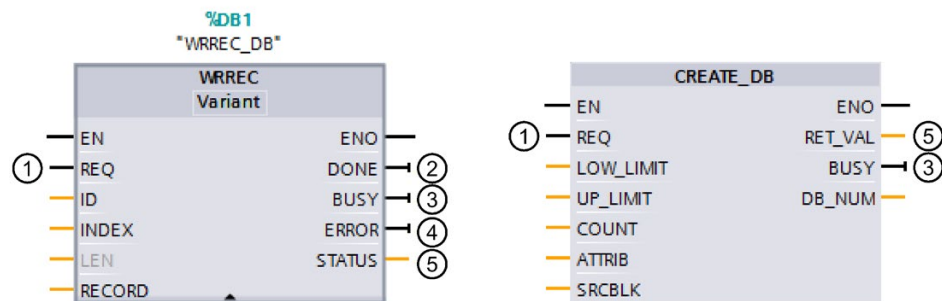 %DB1
"WRREC_DB"
WRREC
Variant
EN ENO
① REQ DONE ②
ID BUSY ③
INDEX ERROR ④
LEN STATUS ⑤
RECORD
CREATE_DB
EN ENO
① REQ RET_VAL ⑤
LOW_LIMIT BUSY ③
UP_LIMIT DB_NUM
COUNT
ATTRIB
SRCBLK